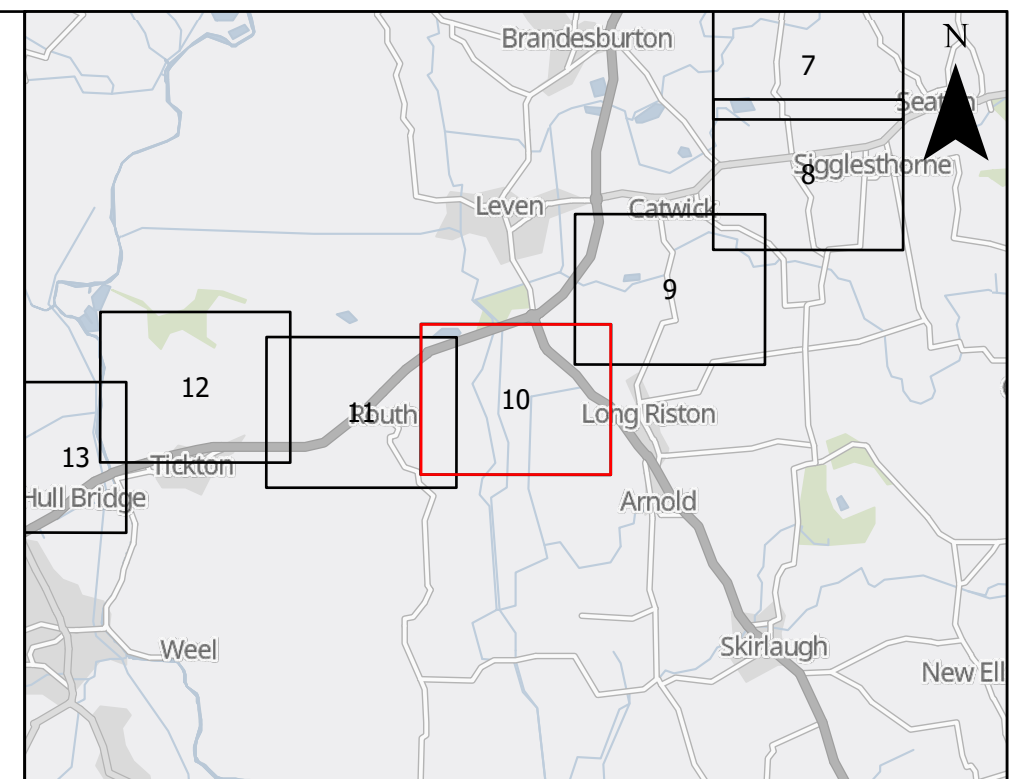 Brandesburton
N
7
Seaton
Sigglesthorne
8
Leven
Catwick
9
12
10
11
Routh
Long Riston
13
Tickton
Hull Bridge
Arnold
Weel
Skirlaugh
New Ell